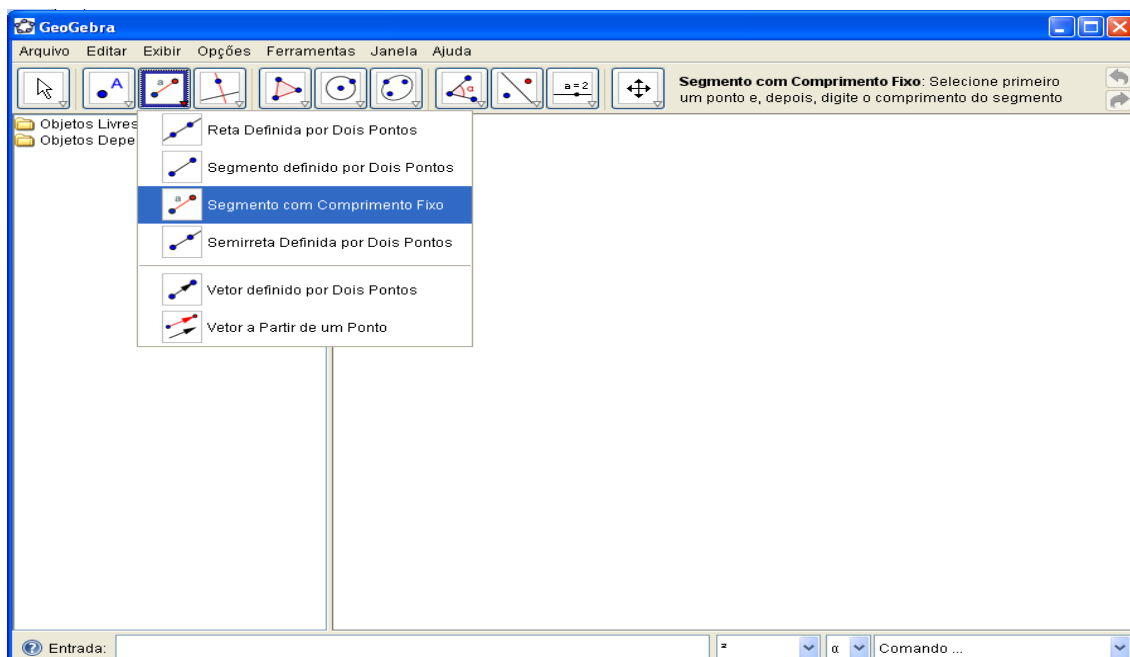 GeoGebra
Arquivo Editar Exibir Opções Ferramentas Janela Ajuda
A
a
α
a=2
Segmento com Comprimento Fixo: Selecione primeiro
um ponto e, depois, digite o comprimento do segmento
Objetos Livres
Objetos Depe
Reta Definida por Dois Pontos
Segmento definido por Dois Pontos
a
Segmento com Comprimento Fixo
Semirreta Definida por Dois Pontos
Vetor definido por Dois Pontos
Vetor a Partir de um Ponto
Entrada:
²
α
Comando ...